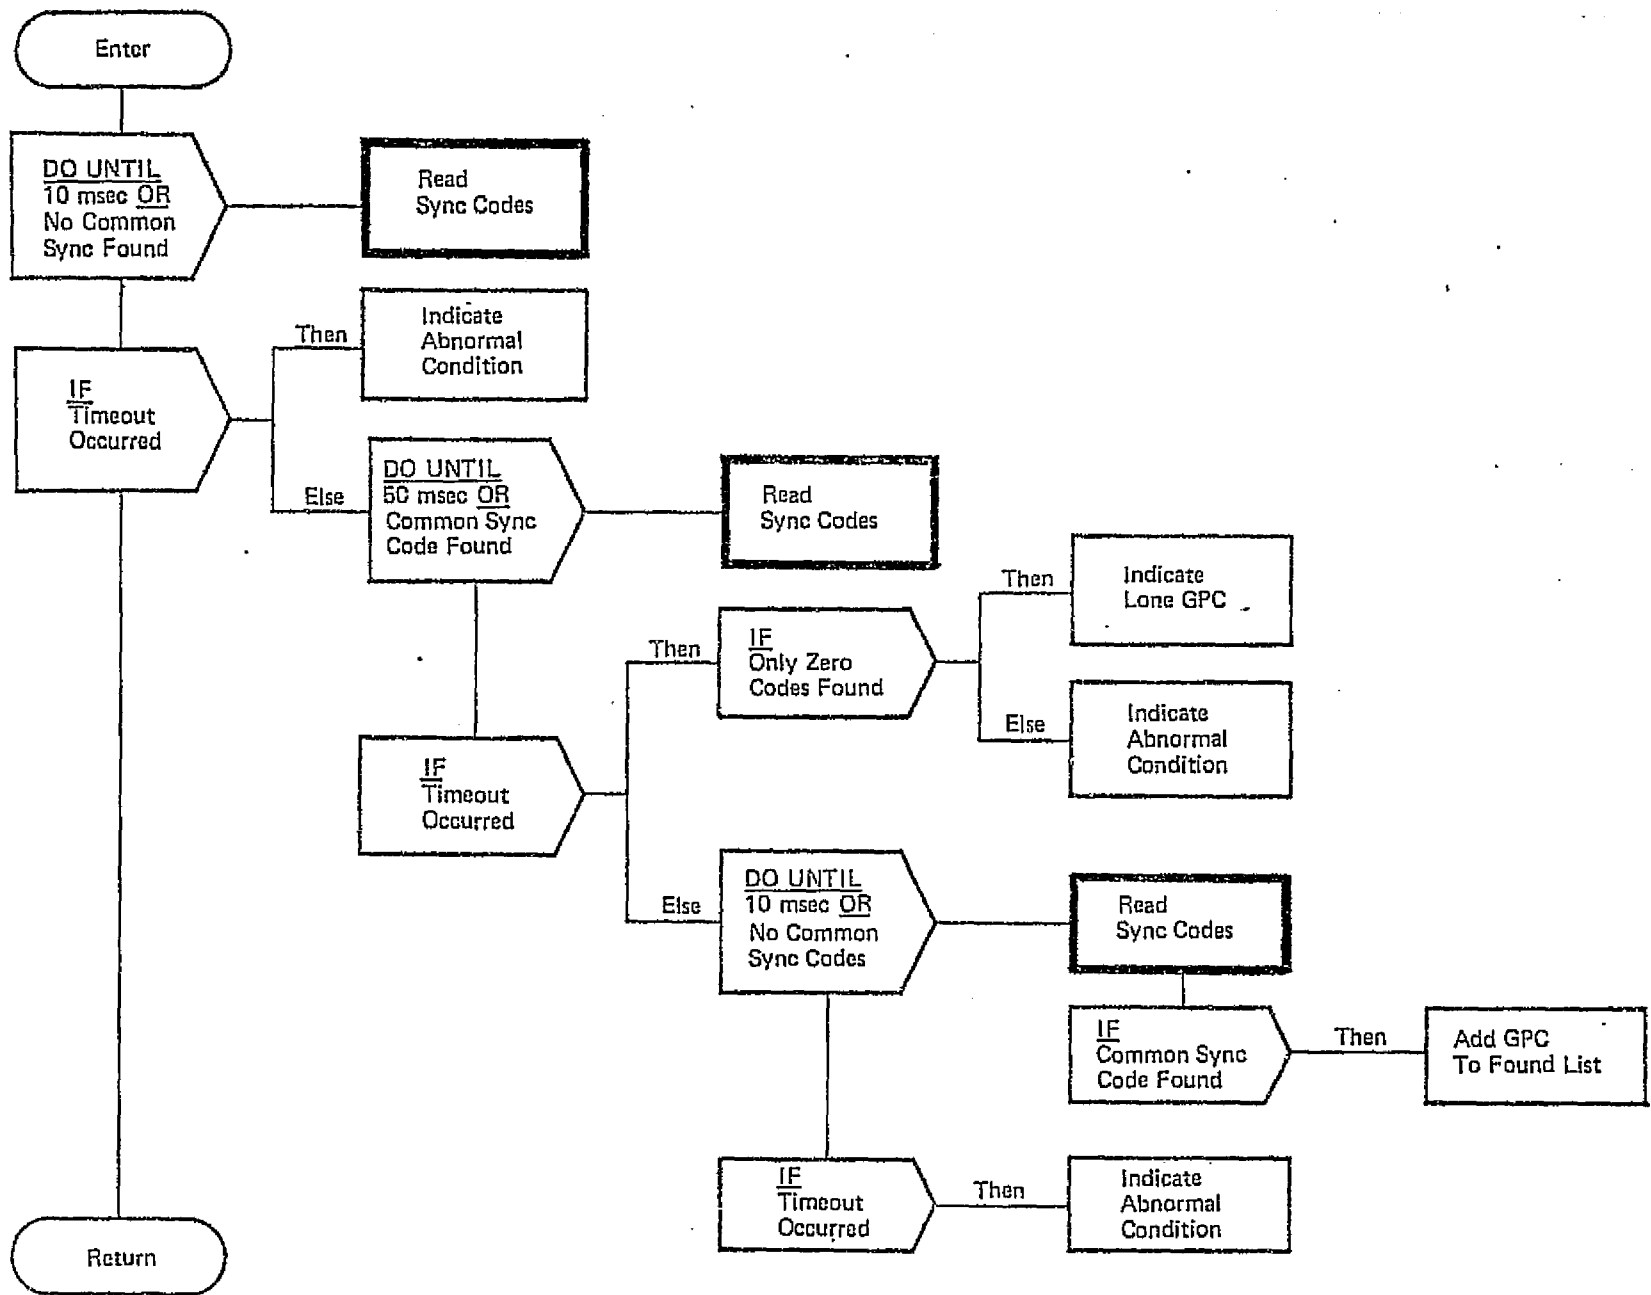 Enter
DO UNTIL
10 msec OR
No Common
Sync Found
Read
Sync Codes
IF
Timeout
Occurred
Then
Indicate
Abnormal
Condition
Else
DO UNTIL
50 msec OR
Common Sync
Code Found
Read
Sync Codes
IF
Timeout
Occurred
Then
IF
Only Zero
Codes Found
Then
Indicate
Lone GPC
Else
Indicate
Abnormal
Condition
Else
DO UNTIL
10 msec OR
No Common
Sync Codes
Read
Sync Codes
IF
Common Sync
Code Found
Then
Add GPC
To Found List
IF
Timeout
Occurred
Then
Indicate
Abnormal
Condition
Return